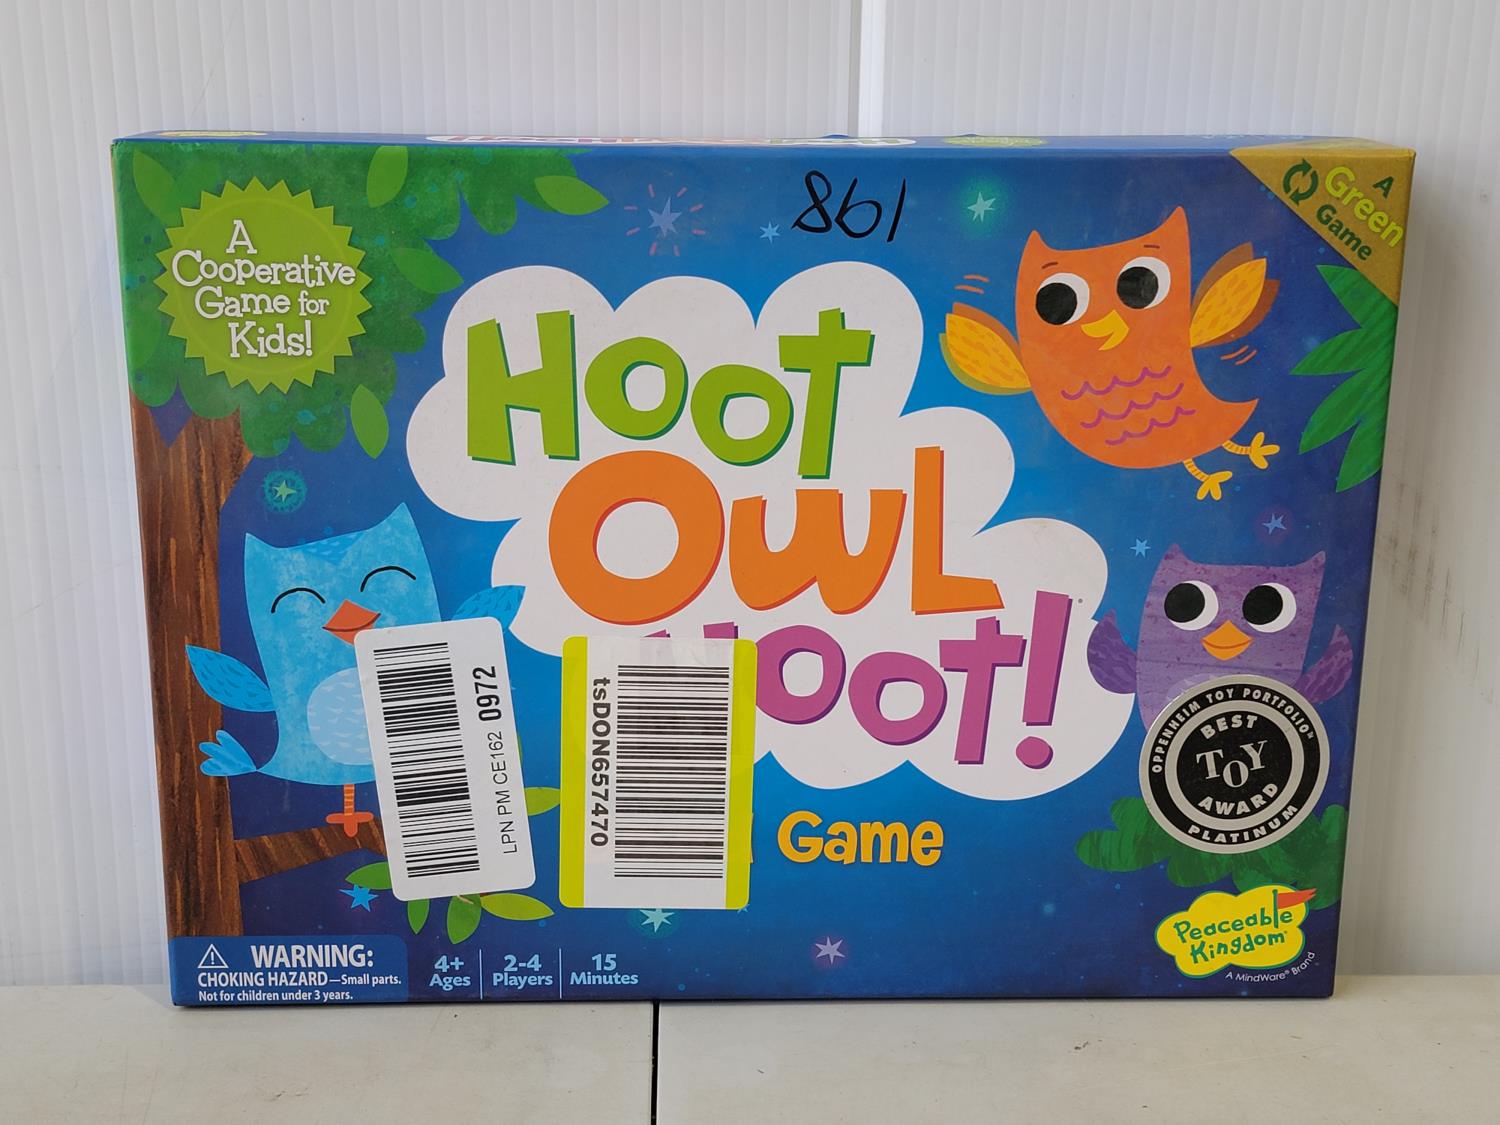 861
A
Cooperative
Game for
Kids!
A
Green
Game
Hoot
Owl
Hoot!
Game
LPN PM CE162 0972
tsDON657470
OPPENHEIM TOY PORTFOLIO™
BEST
TOY
AWARD
PLATINUM
Peaceable
Kingdom®
A MindWare® Brand
WARNING:
CHOKING HAZARD—Small parts.
Not for children under 3 years.
4+
Ages
2-4
Players
15
Minutes